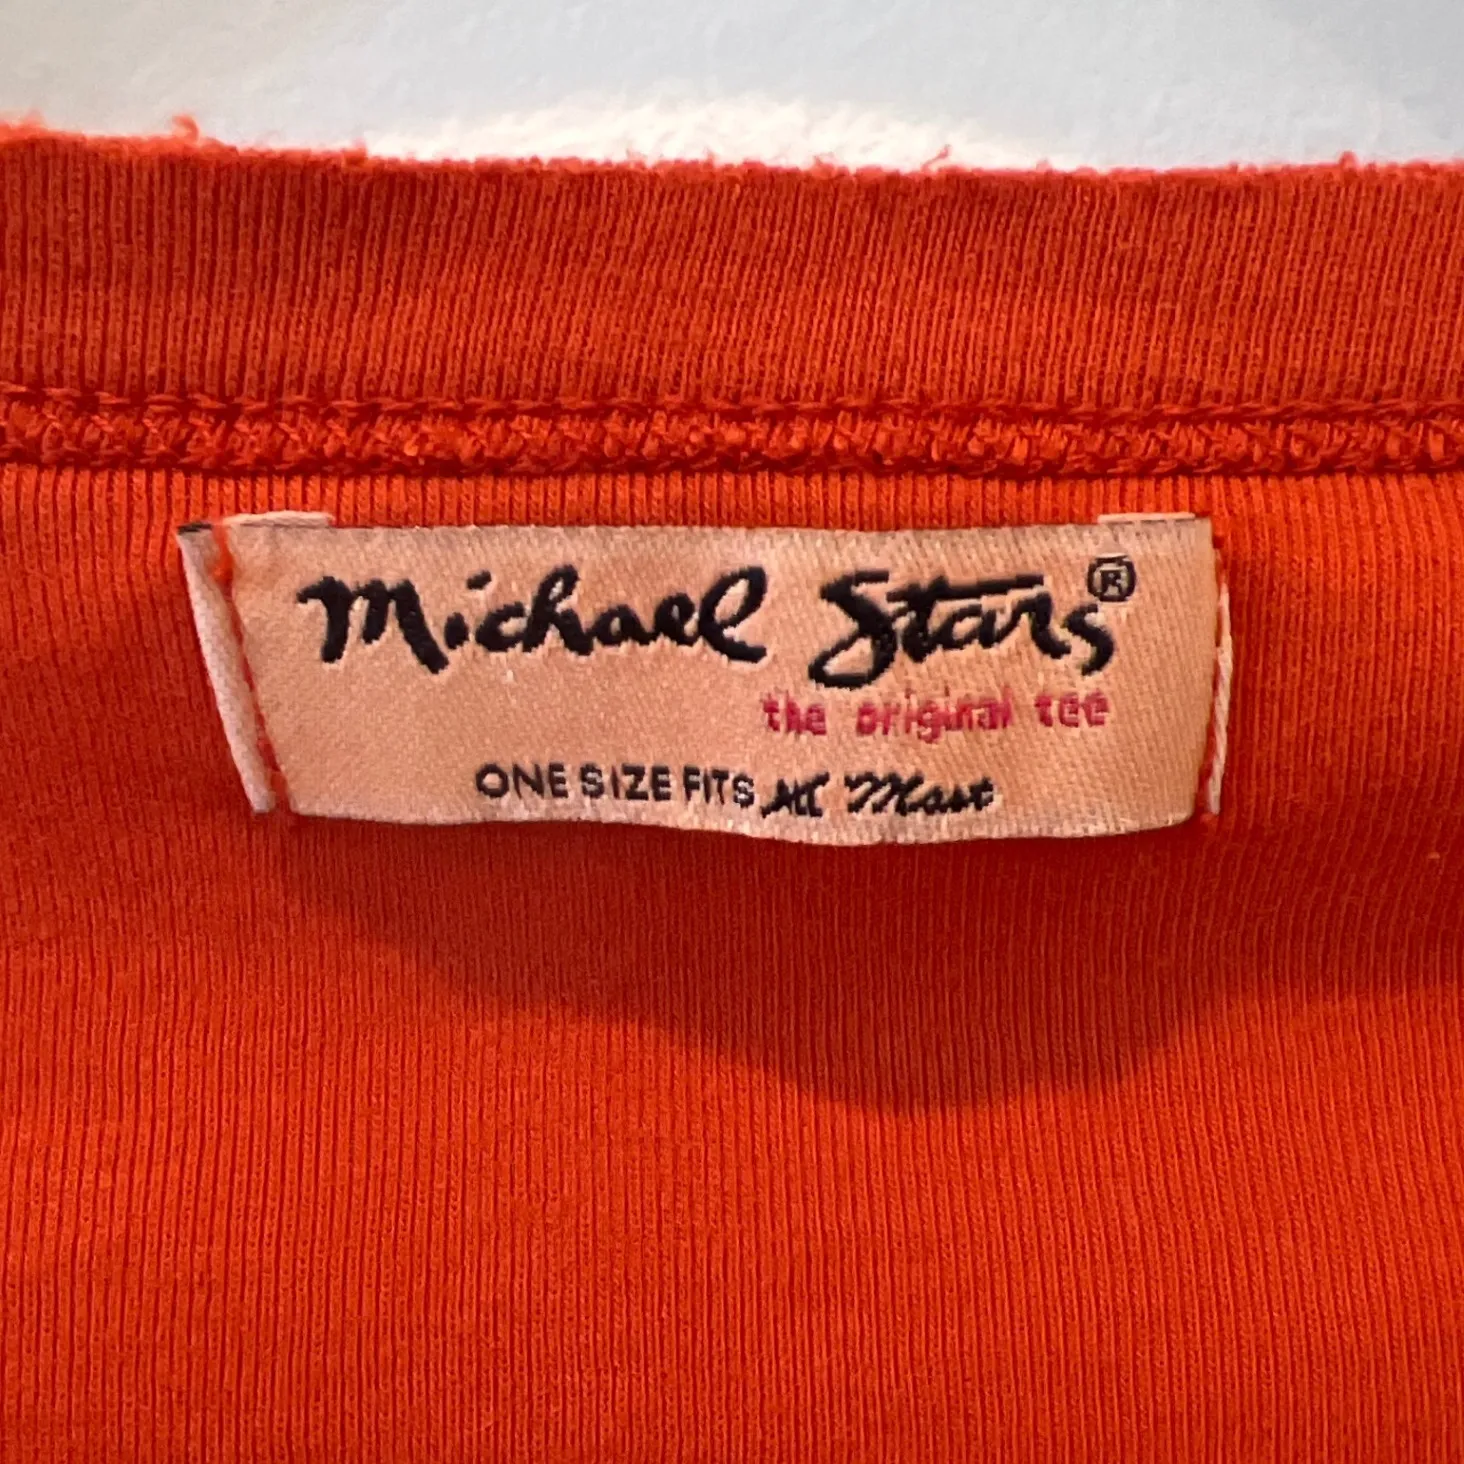 Michael Stars®
the original tee
ONE SIZE FITS All Most